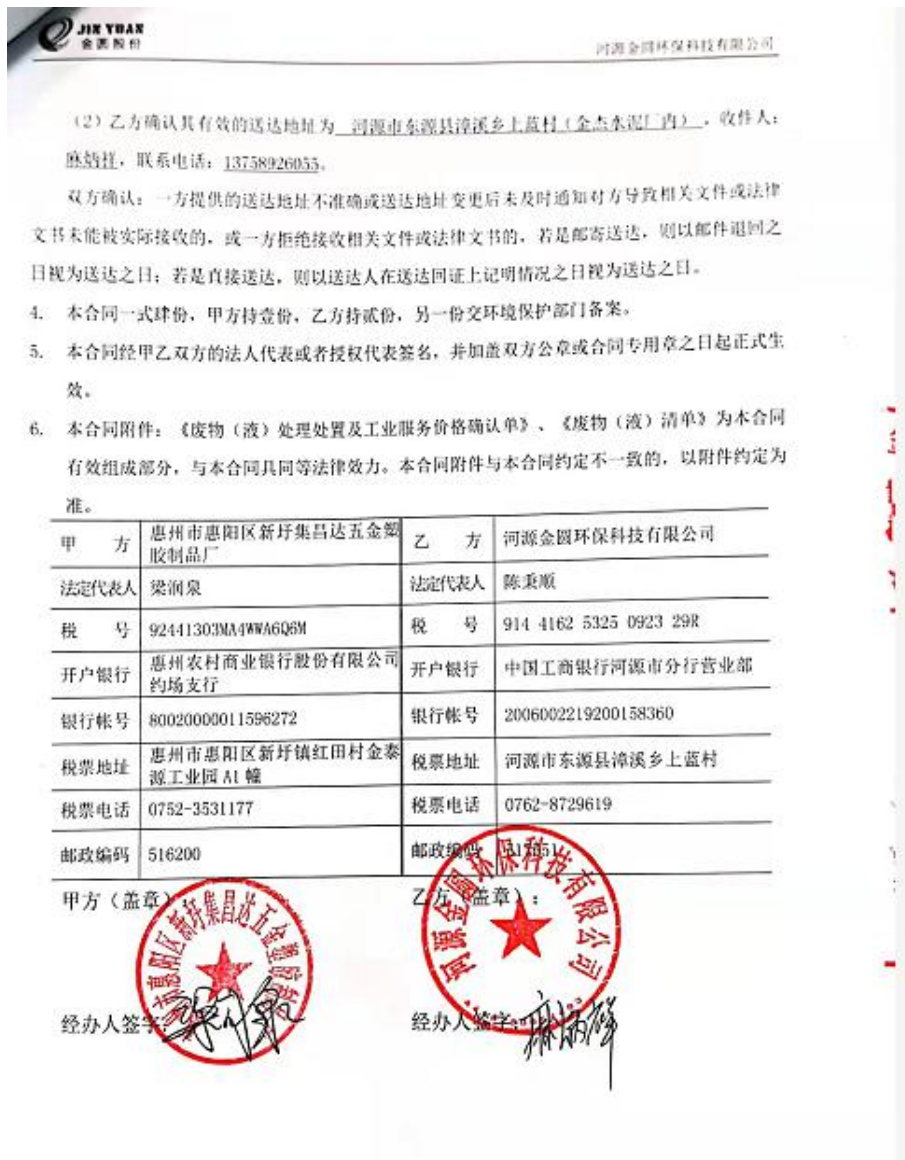 JIN YUAN
金圆股份
河源金圆环保科技有限公司
（2）乙方确认其有效的送达地址为 河源市东源县漳溪乡上蓝村（金杰水泥厂内），收件人：
麻炳祥，联系电话：13758926055。
双方确认：一方提供的送达地址不准确或送达地址变更后未及时通知对方导致相关文件或法律
文书未能被实际接收的，或一方拒绝接收相关文件或法律文书的，若是邮寄送达，则以邮件退回之
日视为送达之日；若是直接送达，则以送达人在送达回证上记明情况之日视为送达之日。
4. 本合同一式肆份，甲方持壹份，乙方持贰份，另一份交环境保护部门备案。
5. 本合同经甲乙双方的法人代表或者授权代表签名，并加盖双方公章或合同专用章之日起正式生
效。
6. 本合同附件：《废物（液）处理处置及工业服务价格确认单》、《废物（液）清单》为本合同
有效组成部分，与本合同具同等法律效力。本合同附件与本合同约定不一致的，以附件约定为
准。
甲 方 惠州市惠阳区新圩集昌达五金塑胶制品厂 乙 方 河源金圆环保科技有限公司
法定代表人 梁润泉 法定代表人 陈秉顺
税 号 92441303MA4WWA6Q6M 税 号 914 4162 5325 0923 29R
开户银行 惠州农村商业银行股份有限公司约场支行 开户银行 中国工商银行河源市分行营业部
银行帐号 80020000011596272 银行帐号 2006002219200158360
税票地址 惠州市惠阳区新圩镇红田村金泰源工业园 A1 幢 税票地址 河源市东源县漳溪乡上蓝村
税票电话 0752-3531177 税票电话 0762-8729619
邮政编码 516200 邮政编码
甲方（盖章）： 乙方（盖章）：
市惠阳区新圩集昌达五金塑胶制
河源金圆环保科技有限公司
经办人签字： 梁润泉 经办人签字： 麻炳祥